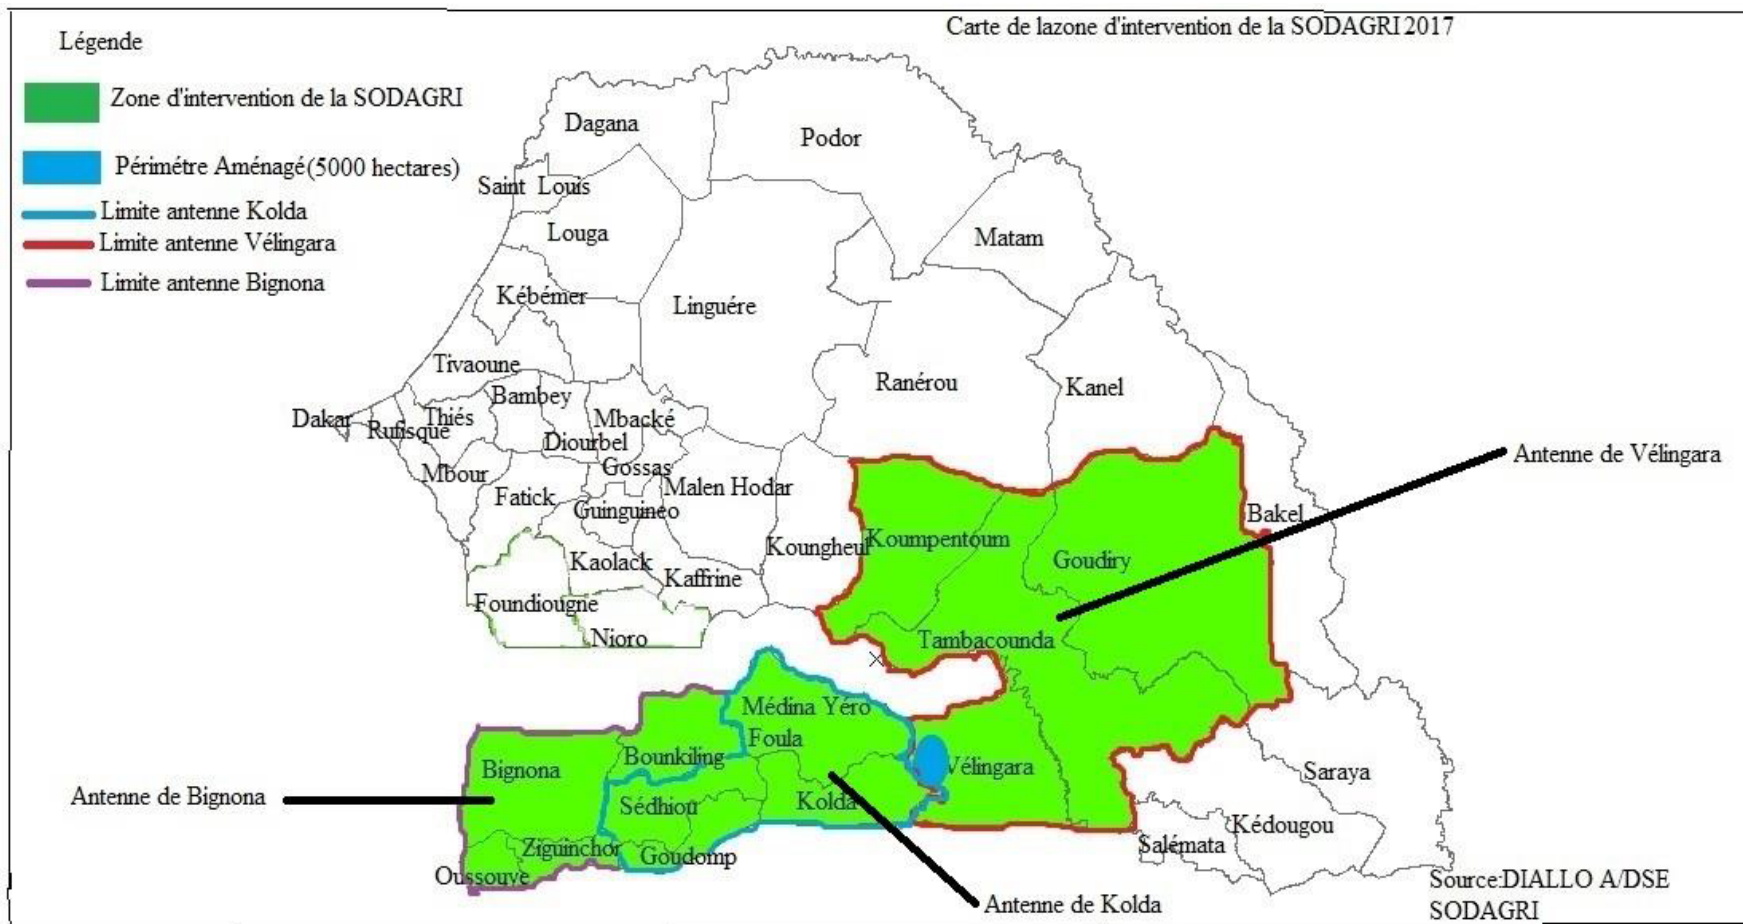 Carte de lazone d'intervention de la SODAGRI 2017
Légende
Zone d'intervention de la SODAGRI
Périmétre Aménagé(5000 hectares)
Limite antenne Kolda
Limite antenne Vélingara
Limite antenne Bignona
Dagana
Podor
Saint Louis
Louga
Matam
Kébémer
Linguére
Tivaoune
Ranérou
Kanel
Bambey
Dakar
Rufisque
Thiés
Mbacké
Diourbel
Mbour
Gossas
Antenne de Vélingara
Fatick
Malen Hodar
Guinguineo
Bakel
Koungheul
Koumpentoum
Goudiry
Kaolack
Kaffrine
Foundiougne
Nioro
Tambacounda
Médina Yéro
Foula
Bounkiling
Bignona
Vélingara
Saraya
Antenne de Bignona
Sédhiou
Kolda
Kédougou
Salémata
Ziguinchor
Goudomp
Oussouye
Antenne de Kolda
Source:DIALLO A/DSE
SODAGRI